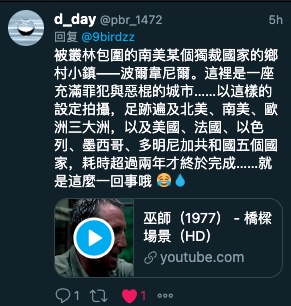 d_day @pbr_1472 5h
回复 @9birdzz
被叢林包圍的南美某個獨裁國家的鄉
村小鎮——波爾韋尼爾。這裡是一座
充滿罪犯與惡棍的城市……以這樣的
設定拍攝，足跡遍及北美、南美、歐
洲三大洲，以及美國、法國、以色
列、墨西哥、多明尼加共和國五個國
家，耗時超過兩年才終於完成……就
是這麼一回事哦 😂💧
巫師（1977） - 橋樑
場景（HD）
youtube.com
1 1